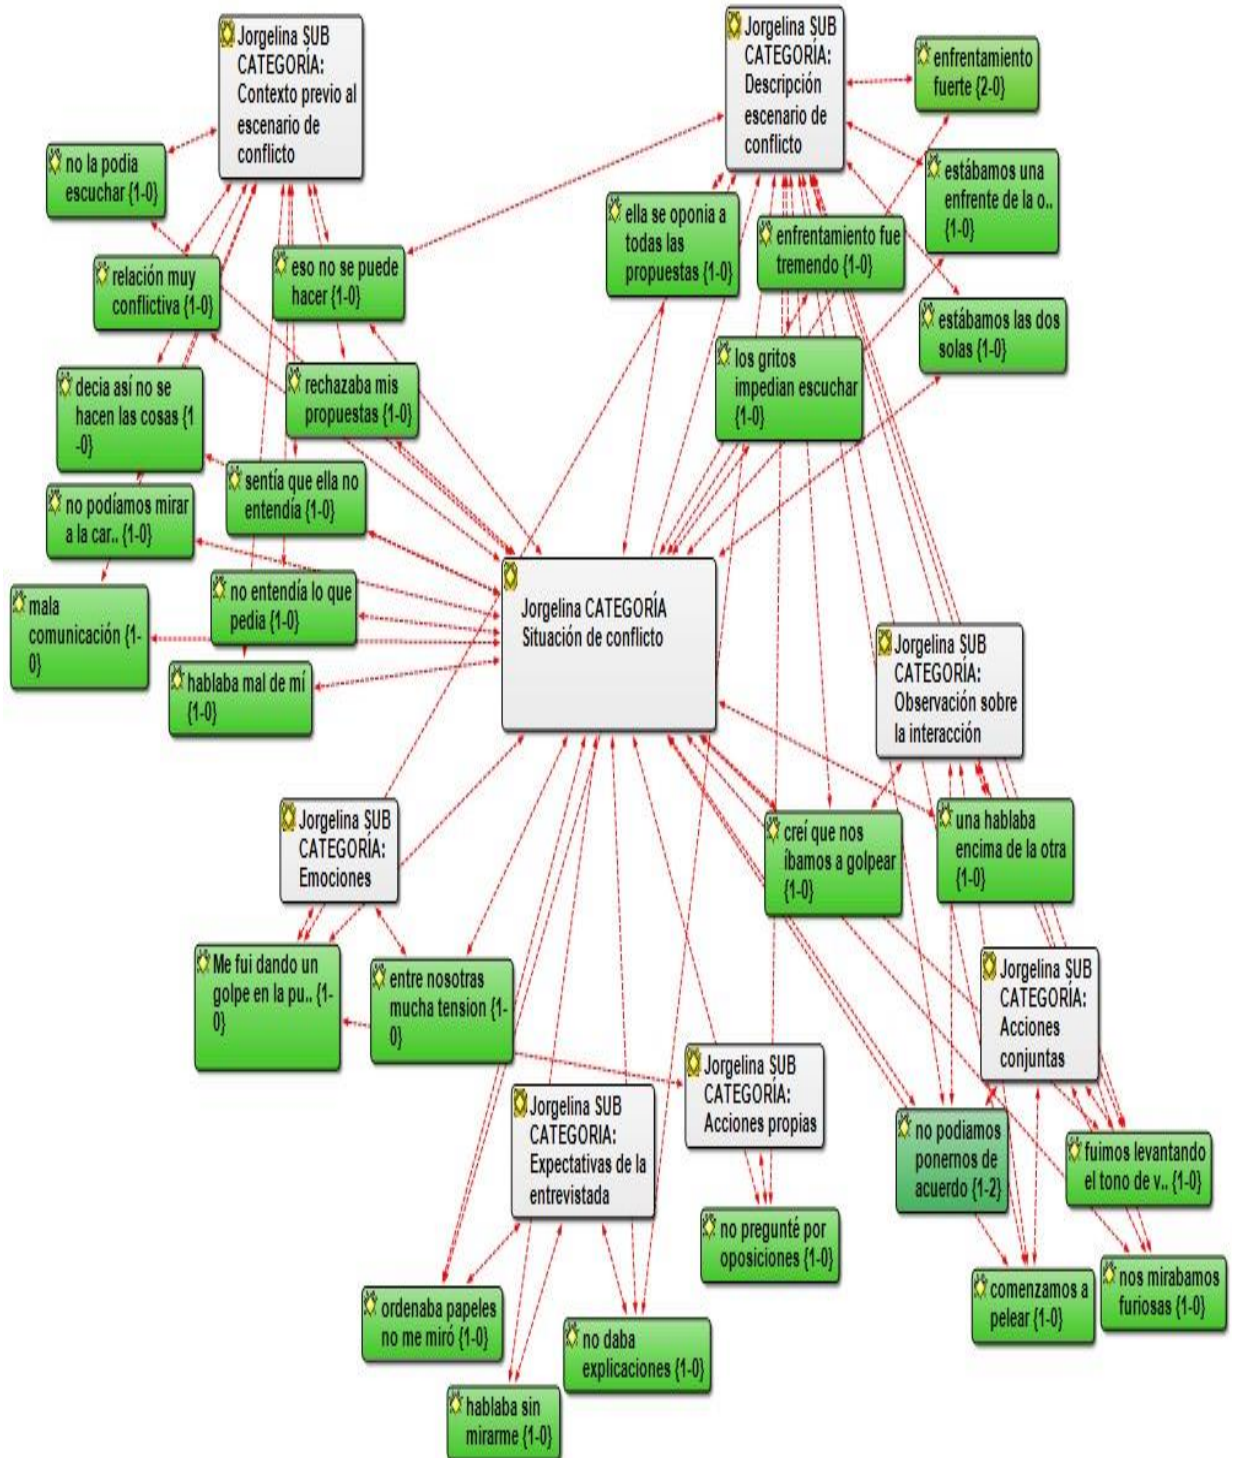 Jorgelina SUB
CATEGORÍA:
Contexto previo al
escenario de
conflicto
Jorgelina SUB
CATEGORÍA:
Descripción
escenario de
conflicto
enfrentamiento
fuerte {2-0}
no la podia
escuchar {1-0}
estábamos una
enfrente de la o..
{1-0}
ella se oponia a
todas las
propuestas {1-0}
enfrentamiento fue
tremendo {1-0}
relación muy
conflictiva {1-0}
eso no se puede
hacer {1-0}
estábamos las dos
solas {1-0}
los gritos
impedian escuchar
{1-0}
decia así no se
hacen las cosas {1
-0}
rechazaba mis
propuestas {1-0}
sentía que ella no
entendía {1-0}
no podíamos mirar
a la car.. {1-0}
no entendía lo que
pedia {1-0}
mala
comunicación {1-
0}
hablaba mal de mí
{1-0}
Jorgelina CATEGORÍA
Situación de conflicto
Jorgelina SUB
CATEGORÍA:
Observación sobre
la interacción
Jorgelina SUB
CATEGORÍA:
Emociones
creí que nos
íbamos a golpear
{1-0}
una hablaba
encima de la otra
{1-0}
Me fui dando un
golpe en la pu.. {1-
0}
entre nosotras
mucha tension {1-
0}
Jorgelina SUB
CATEGORÍA:
Acciones
conjuntas
Jorgelina SUB
CATEGORÍA:
Acciones propias
Jorgelina SUB
CATEGORIA:
Expectativas de la
entrevistada
no podiamos
ponernos de
acuerdo {1-2}
fuimos levantando
el tono de v.. {1-0}
no pregunté por
oposiciones {1-0}
comenzamos a
pelear {1-0}
nos mirabamos
furiosas {1-0}
ordenaba papeles
no me miró {1-0}
no daba
explicaciones {1-0}
hablaba sin
mirarme {1-0}